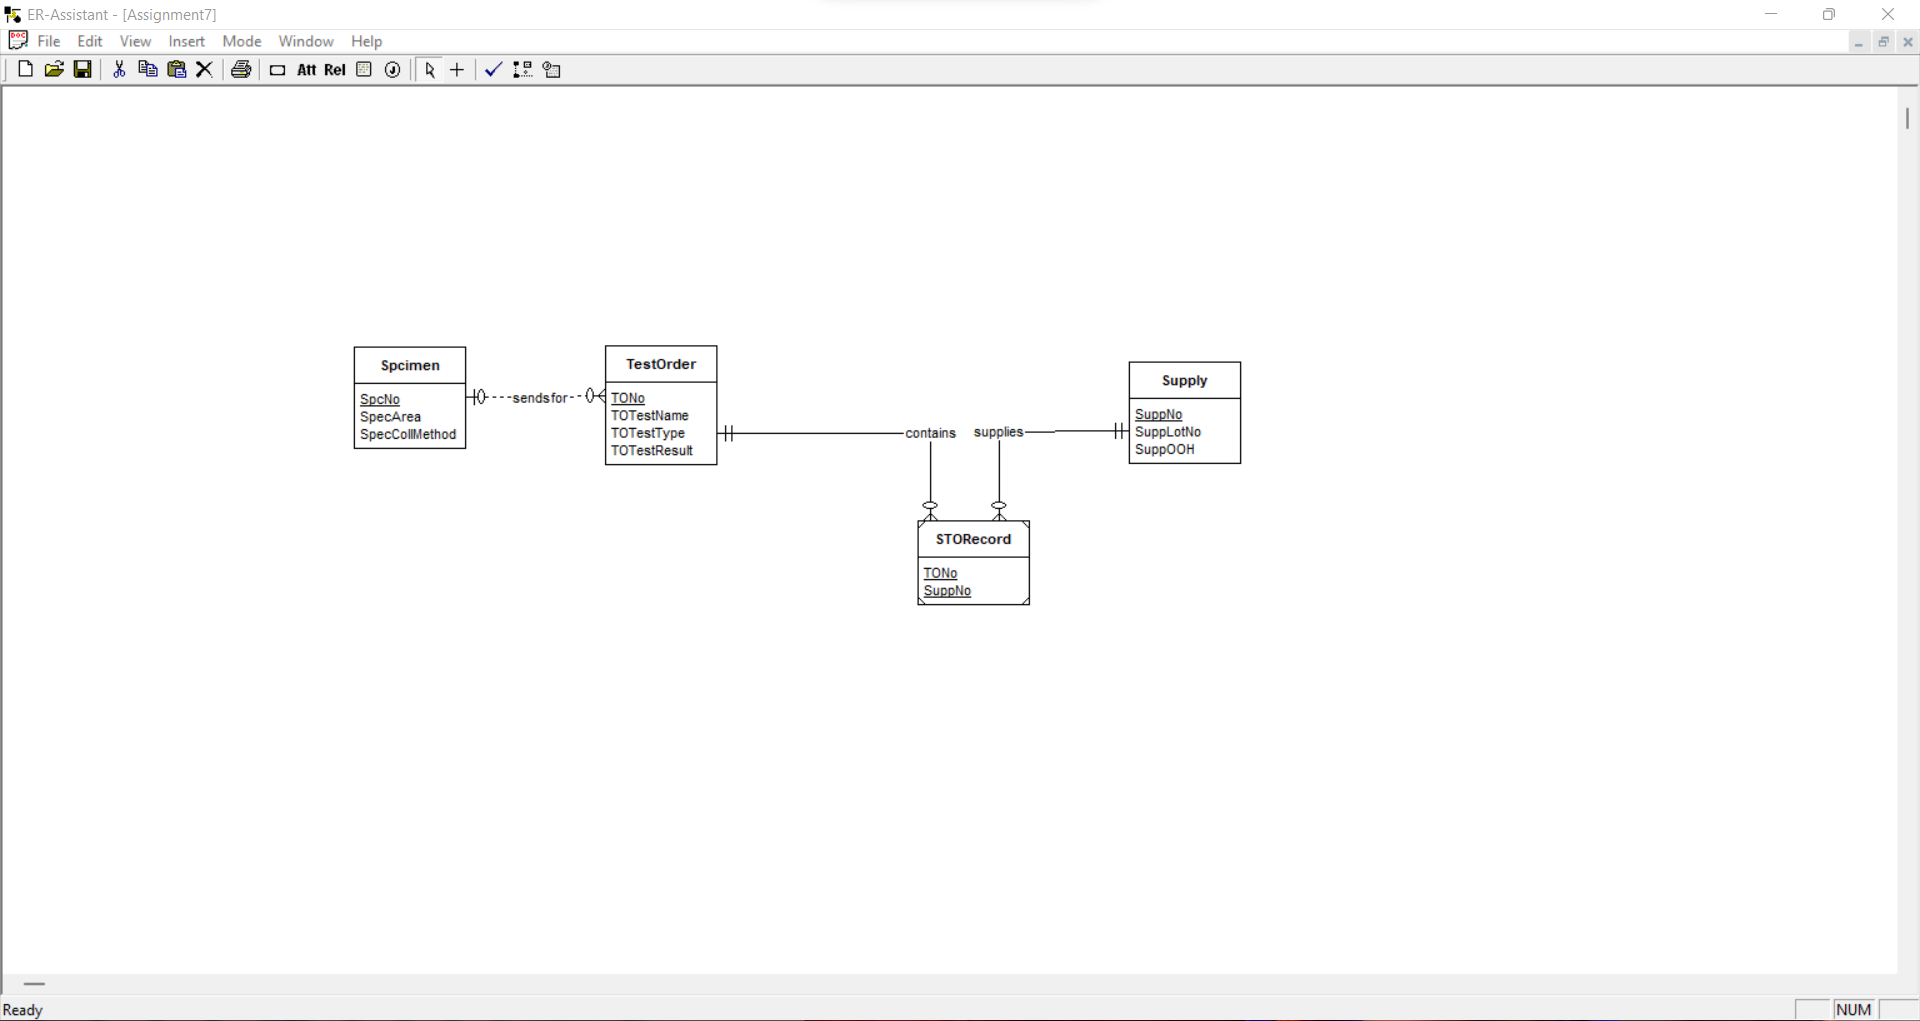 ER-Assistant - [Assignment7]
DOC File Edit View Insert Mode Window Help
Att Rel J
Spcimen
SpcNo
SpecArea
SpecCollMethod
sendsfor
TestOrder
TONo
TOTestName
TOTestType
TOTestResult
contains
supplies
Supply
SuppNo
SuppLotNo
SuppOOH
STORecord
TONo
SuppNo
Ready NUM